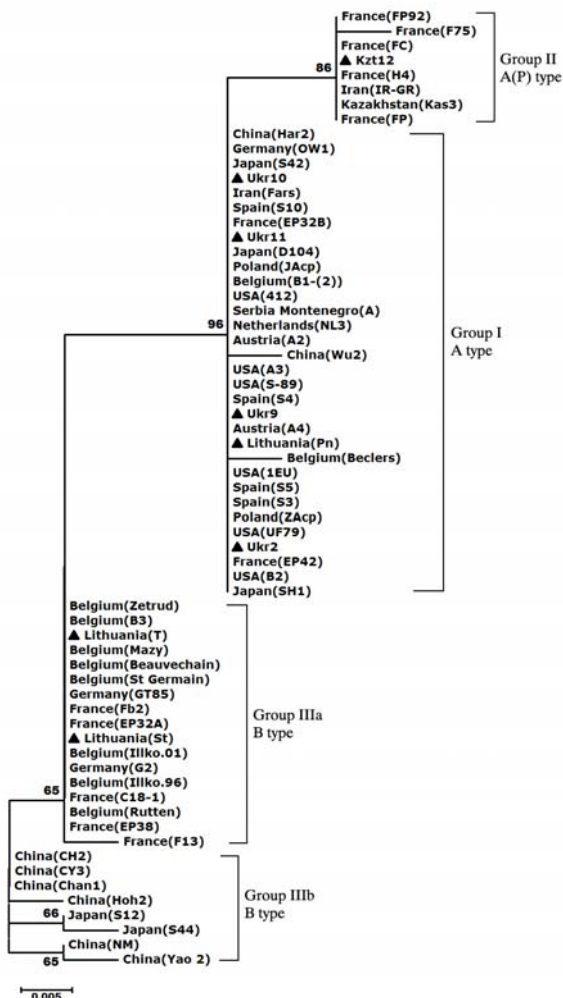 France(FP92)
France(F75)
France(FC)
▲ Kzt12
86
Group II
A(P) type
France(H4)
Iran(IR-GR)
Kazakhstan(Kas3)
France(FP)
China(Har2)
Germany(OW1)
Japan(S42)
▲ Ukr10
Iran(Fars)
Spain(S10)
France(EP32B)
▲ Ukr11
Japan(D104)
Poland(JAcp)
Belgium(B1-(2))
USA(412)
Serbia Montenegro(A)
96
Netherlands(NL3)
Group I
A type
Austria(A2)
China(Wu2)
USA(A3)
USA(S-89)
Spain(S4)
▲ Ukr9
Austria(A4)
▲ Lithuania(Pn)
Belgium(Beclers)
USA(1EU)
Spain(S5)
Spain(S3)
Poland(ZAcp)
USA(UF79)
▲ Ukr2
France(EP42)
USA(B2)
Japan(SH1)
Belgium(Zetrud)
Belgium(B3)
▲ Lithuania(T)
Belgium(Mazy)
Belgium(Beauvechain)
Belgium(St Germain)
Germany(GT85)
France(Fb2)
Group IIIa
B type
France(EP32A)
▲ Lithuania(St)
Belgium(Illko.01)
Germany(G2)
Belgium(Illko.96)
65
France(C18-1)
Belgium(Rutten)
France(EP38)
France(F13)
China(CH2)
China(CY3)
China(Chan1)
Group IIIb
B type
China(Hoh2)
66
Japan(S12)
Japan(S44)
China(NM)
65
China(Yao 2)
0.005